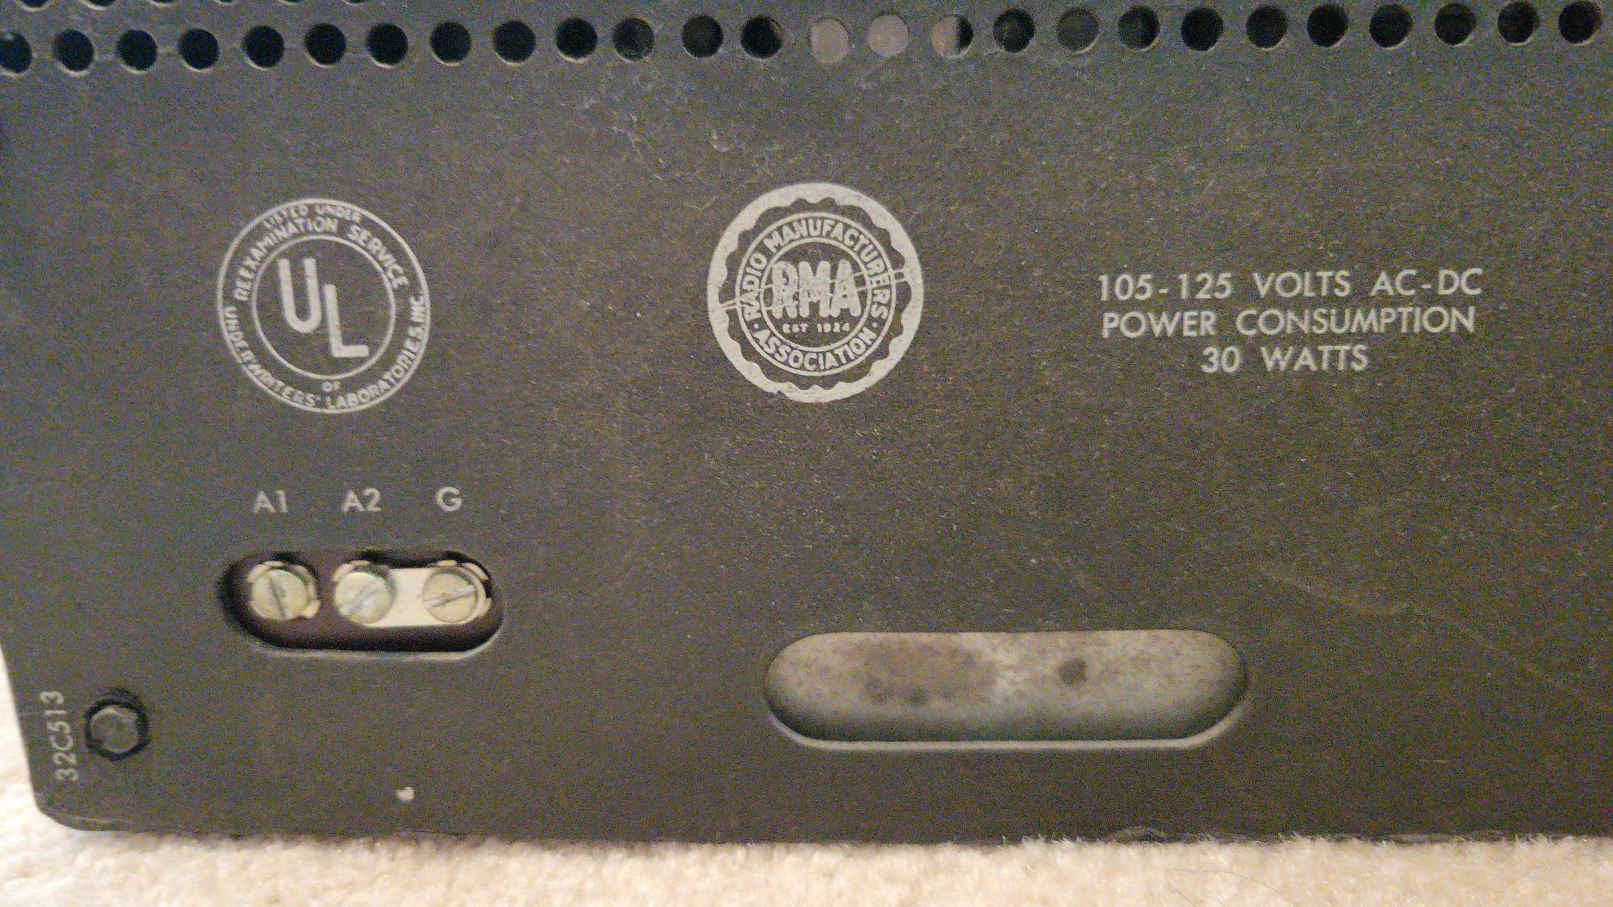 LISTED UNDER
REEXAMINATION SERVICE
UL
OF
UNDERWRITERS' LABORATORIES, INC.
RADIO MANUFACTURERS
RMA
EST 1924
ASSOCIATION
105-125 VOLTS AC-DC
POWER CONSUMPTION
30 WATTS
A1 A2 G
32C513